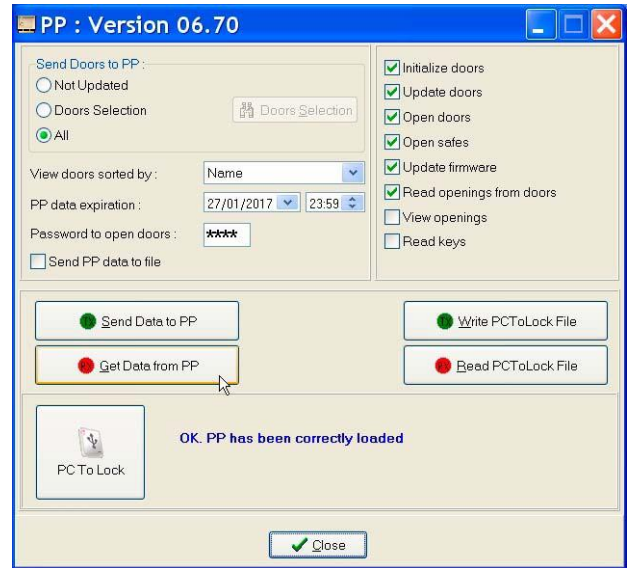 PP : Version 06.70
Send Doors to PP :
Not Updated
Doors Selection
Doors Selection
All
View doors sorted by :
Name
PP data expiration :
27/01/2017
23:59
Password to open doors :
****
Send PP data to file
Initialize doors
Update doors
Open doors
Open safes
Update firmware
Read openings from doors
View openings
Read keys
Send Data to PP
Get Data from PP
Write PCToLock File
Read PCToLock File
PC To Lock
OK. PP has been correctly loaded
Close